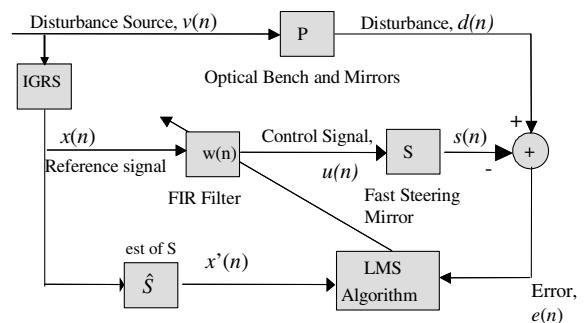 Disturbance Source, v(n)
Disturbance, d(n)
P
Optical Bench and Mirrors
IGRS
x(n)
Reference signal
w(n)
FIR Filter
Control Signal,
u(n)
S
Fast Steering
Mirror
s(n)
+
-
+
est of S
Ŝ
x’(n)
LMS
Algorithm
Error,
e(n)